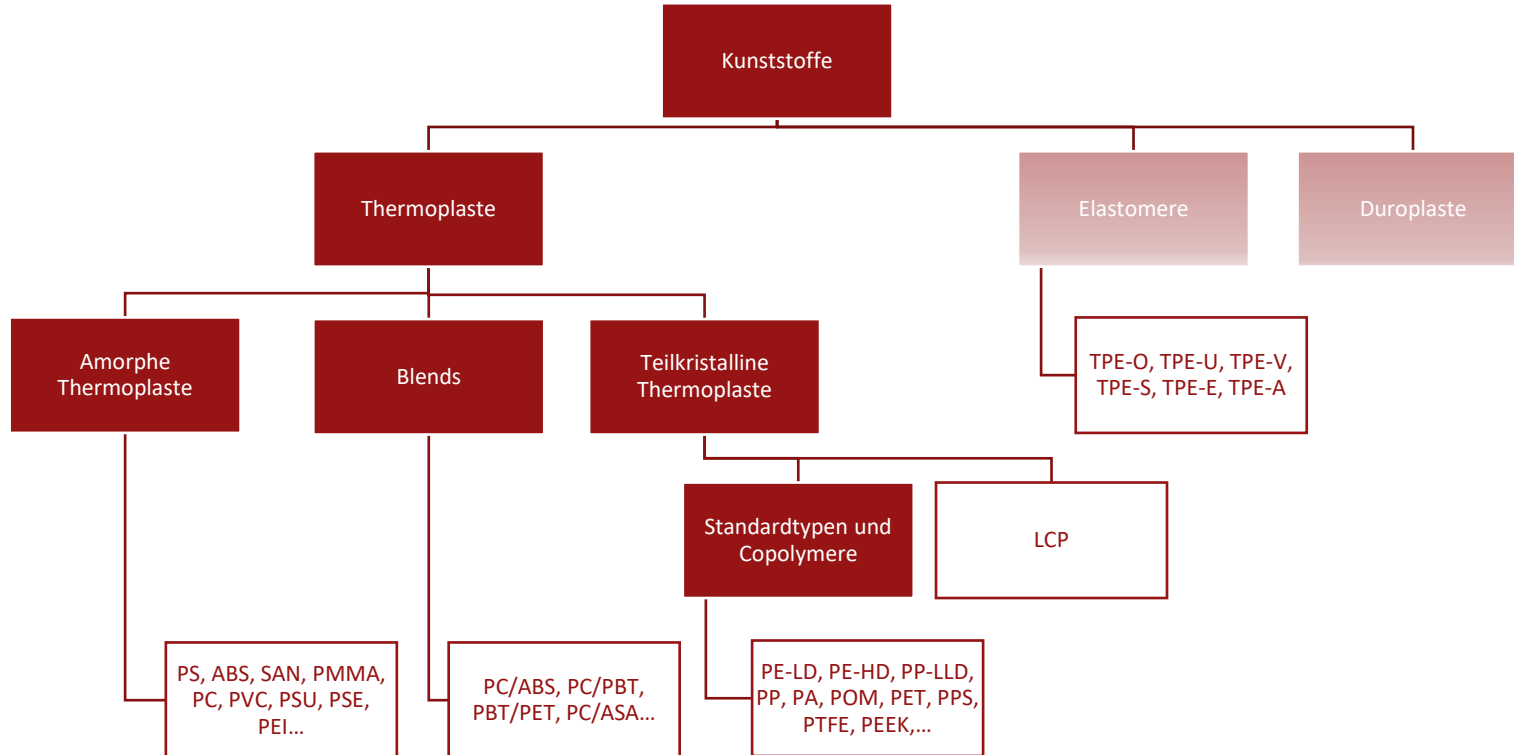 Kunststoffe
Thermoplaste
Elastomere
Duroplaste
Amorphe
Thermoplaste
Blends
Teilkristalline
Thermoplaste
TPE-O, TPE-U, TPE-V,
TPE-S, TPE-E, TPE-A
Standardtypen und
Copolymere
LCP
PS, ABS, SAN, PMMA,
PC, PVC, PSU, PSE,
PEI...
PC/ABS, PC/PBT,
PBT/PET, PC/ASA...
PE-LD, PE-HD, PP-LLD,
PP, PA, POM, PET, PPS,
PTFE, PEEK,...